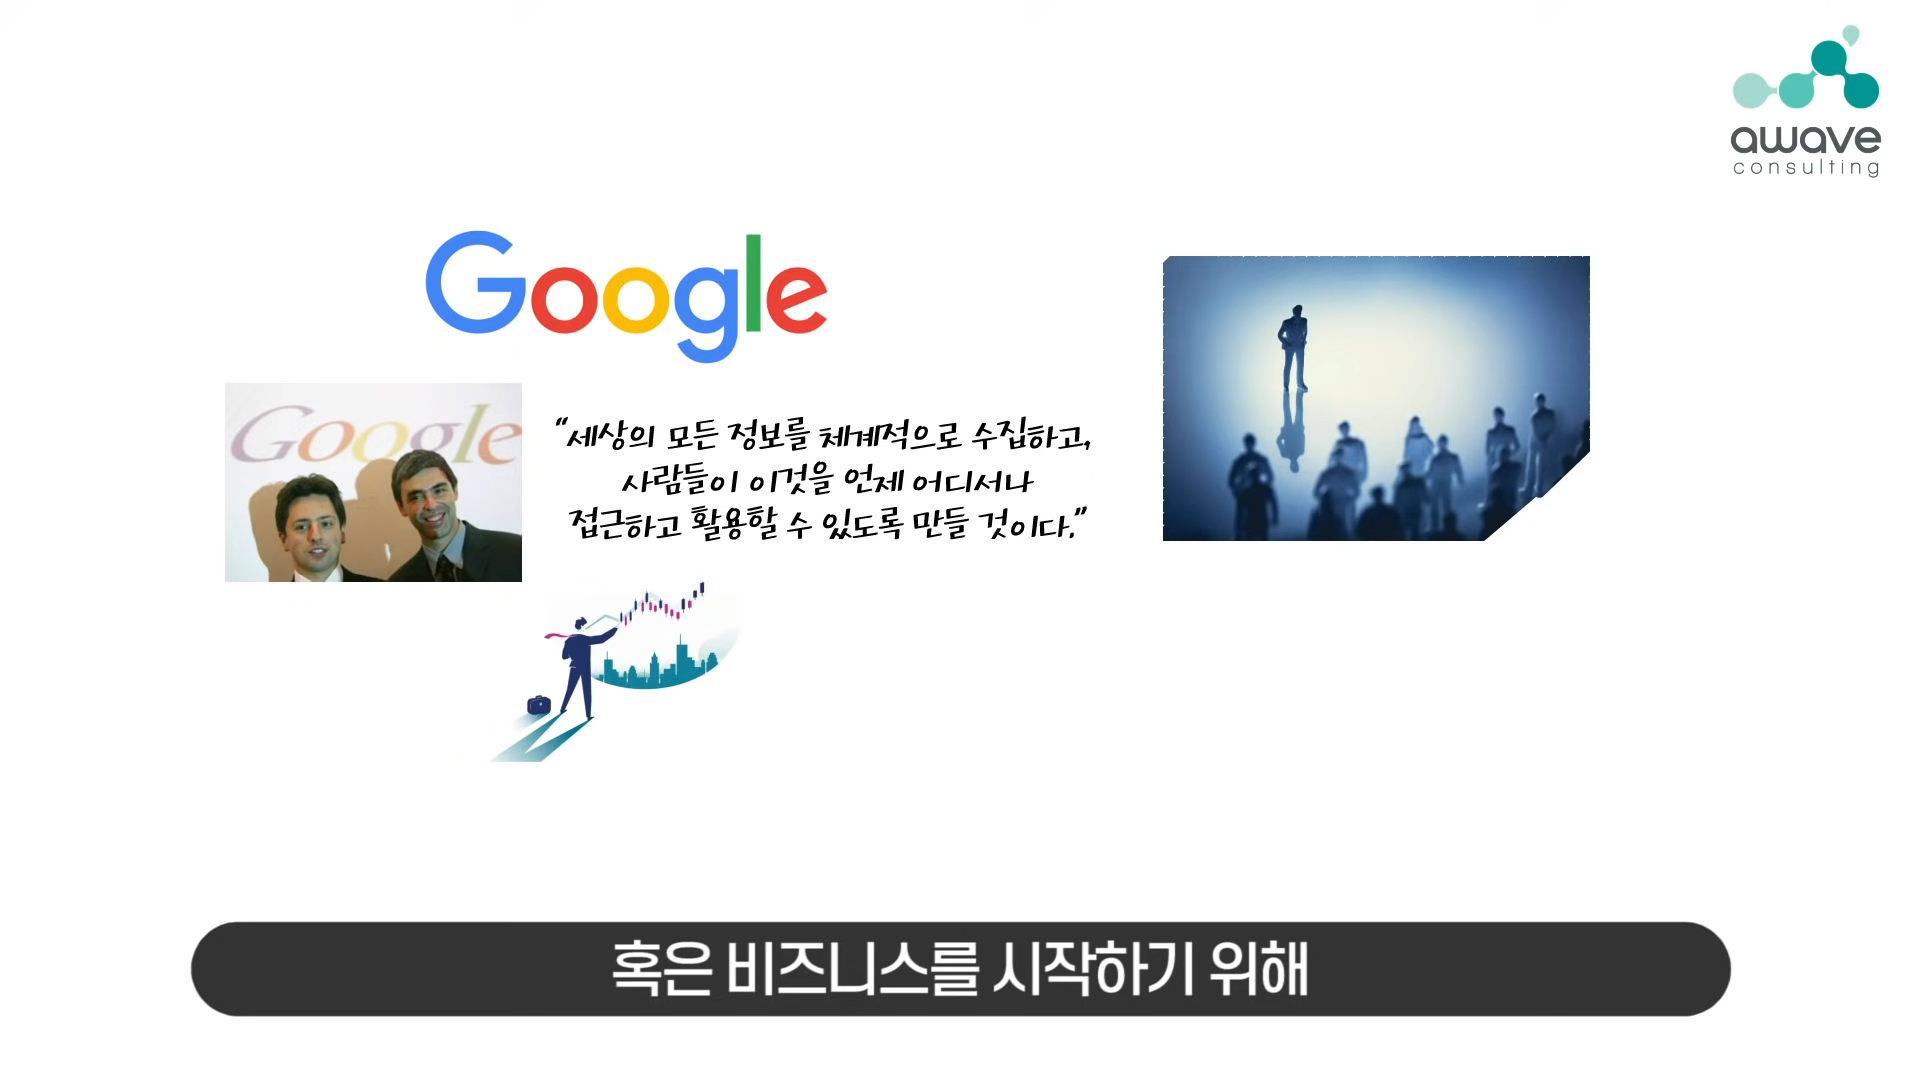 awave
consulting
Google
Google
“세상의 모든 정보를 체계적으로 수집하고,
사람들이 이것을 언제 어디서나
접근하고 활용할 수 있도록 만들 것이다.”
혹은 비즈니스를 시작하기 위해